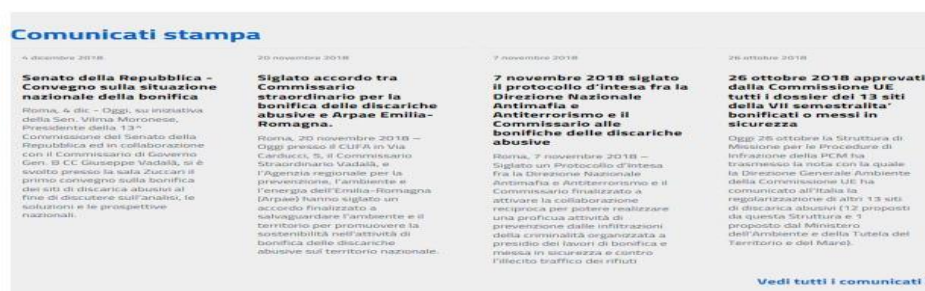 Comunicati stampa
4 dicembre 2018
Senato della Repubblica –
Convegno sulla situazione
nazionale della bonifica
Roma, 4 dic – Oggi, su iniziativa
della Sen. Vilma Moronese,
Presidente della 13^
Commissione del Senato della
Repubblica ed in collaborazione
con il Commissario di Governo
Gen. B CC Giuseppe Vadalà, si è
svolto presso la sala Zuccari il
primo convegno sulla bonifica
dei siti di discarica abusivi al
fine di discutere sull'analisi, le
soluzioni e le prospettive
nazionali.
20 novembre 2018
Siglato accordo tra
Commissario
straordinario per la
bonifica delle discariche
abusive e Arpae Emilia-
Romagna.
Roma, 20 novembre 2018 –
Oggi presso il CUFA in Via
Carducci, 5, il Commissario
Straordinario Vadalà, e
l'Agenzia regionale per la
prevenzione, l'ambiente e
l'energia dell'Emilia-Romagna
(Arpae) hanno siglato un
accordo finalizzato a
salvaguardare l'ambiente e il
territorio per promuovere la
sostenibilità nell'attività di
bonifica delle discariche
abusive sul territorio nazionale.
7 novembre 2018
7 novembre 2018 siglato
il protocollo d'intesa fra la
Direzione Nazionale
Antimafia e
Antiterrorismo e il
Commissario alle
bonifiche delle discariche
abusive
Roma, 7 novembre 2018 –
Siglato un Protocollo d'Intesa
fra la Direzione Nazionale
Antimafia e Antiterrorismo e il
Commissario finalizzato a
attivare la collaborazione
reciproca per potere realizzare
una proficua attività di
prevenzione dalle infiltrazioni
della criminalità organizzata a
presidio dei lavori di bonifica e
messa in sicurezza e contro
l'illecito traffico dei rifiuti
26 ottobre 2018
26 ottobre 2018 approvati
dalla Commissione UE
tutti i dossier dei 13 siti
della VII semestralita'
bonificati o messi in
sicurezza
Oggi 26 ottobre la Struttura di
Missione per le Procedure di
Infrazione della PCM ha
trasmesso la nota con la quale
la Direzione Generale Ambiente
della Commissione UE ha
comunicato all'Italia la
regolarizzazione di altri 13 siti
di discarica abusivi (12 proposti
da questa Struttura e 1
proposto dal Ministero
dell'Ambiente e della Tutela del
Territorio e del Mare).
Vedi tutti i comunicati